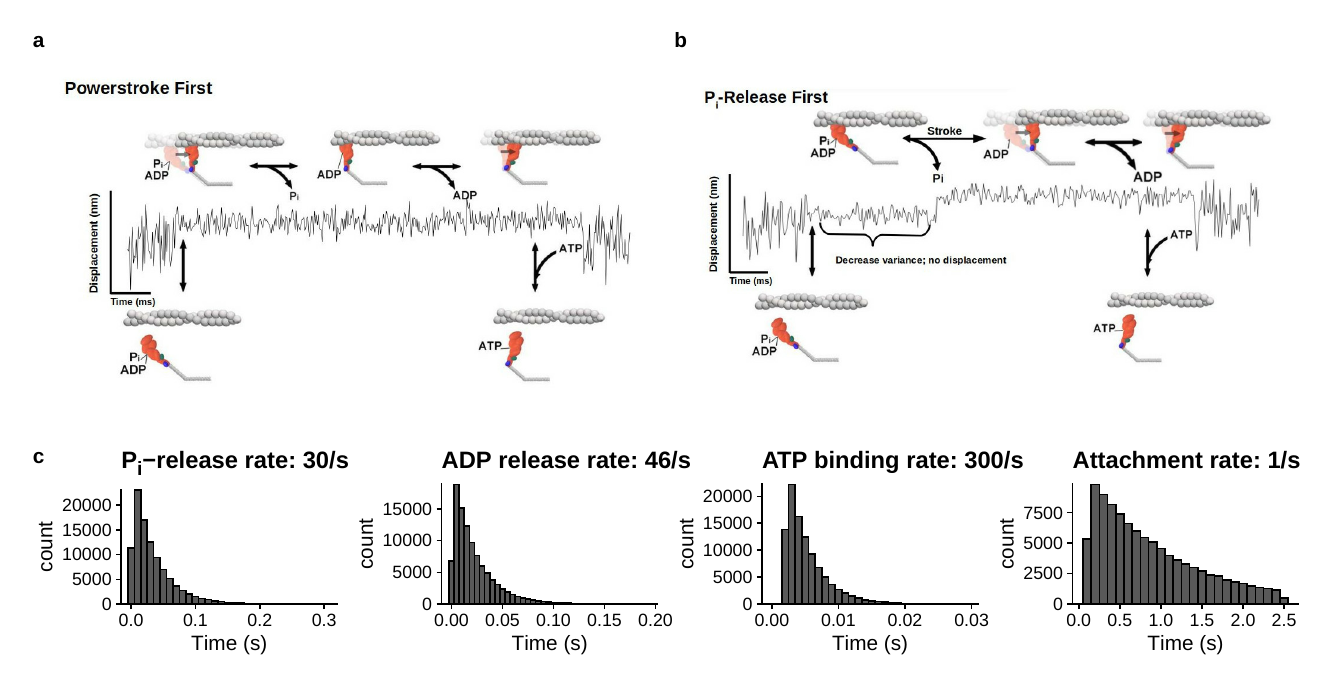 a
Powerstroke First
Pi
ADP
Pi
ADP
ADP
Displacement (nm)
Time (ms)
ATP
Pi
ADP
ATP
b
Pi-Release First
Pi
ADP
Stroke
Pi
ADP
ADP
Displacement (nm)
Time (ms)
Decrease variance; no displacement
ATP
Pi
ADP
ATP
c
Pi−release rate: 30/s
count
20000
15000
10000
5000
0
0.0 0.1 0.2 0.3
Time (s)
ADP release rate: 46/s
count
15000
10000
5000
0
0.00 0.05 0.10 0.15 0.20
Time (s)
ATP binding rate: 300/s
count
20000
15000
10000
5000
0
0.00 0.01 0.02 0.03
Time (s)
Attachment rate: 1/s
count
7500
5000
2500
0
0.0 0.5 1.0 1.5 2.0 2.5
Time (s)